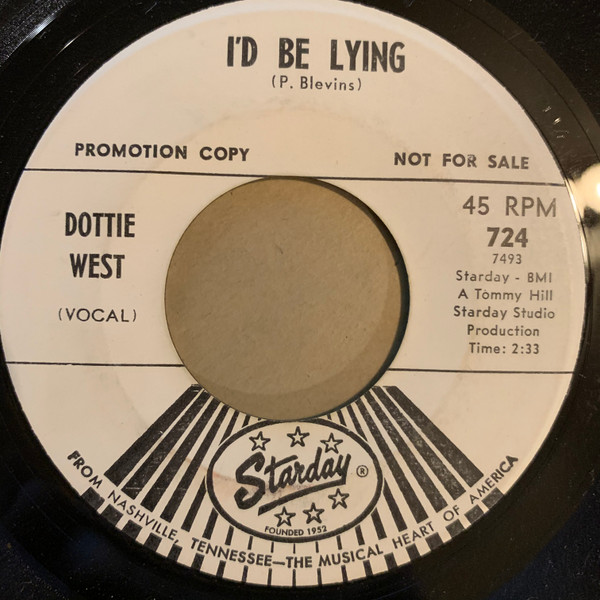 I'D BE LYING
(P. Blevins)
PROMOTION COPY
NOT FOR SALE
DOTTIE
WEST
(VOCAL)
45 RPM
724
7493
Starday - BMI
A Tommy Hill
Starday Studio
Production
Time: 2:33
Starday ®
FOUNDED 1952
FROM NASHVILLE, TENNESSEE—THE MUSICAL HEART OF AMERICA